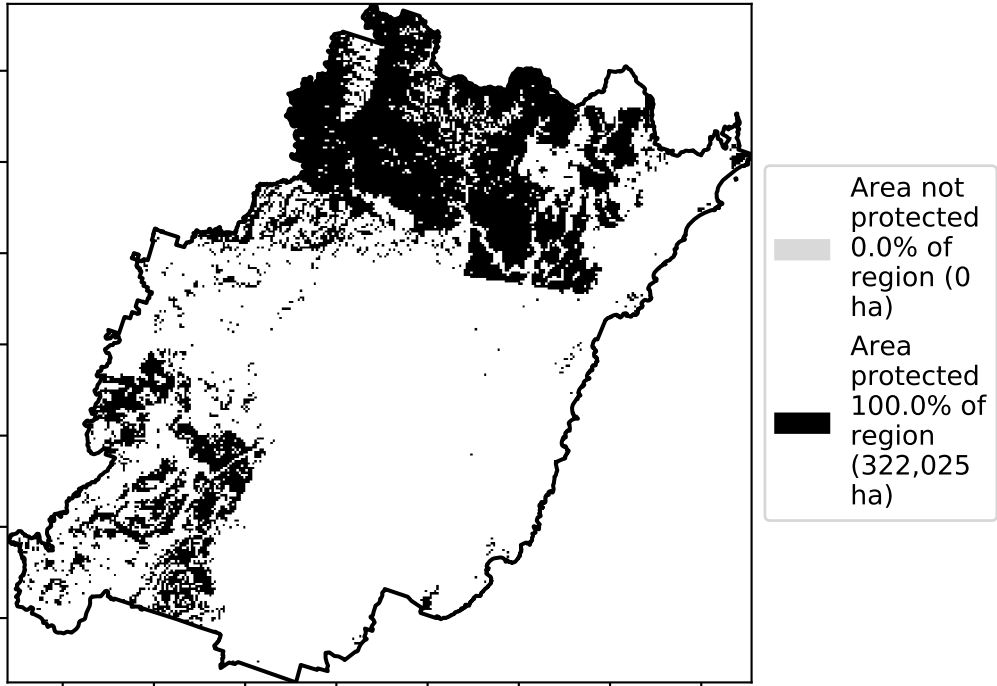 Area not
protected
0.0% of
region (0
ha)
Area
protected
100.0% of
region
(322,025
ha)